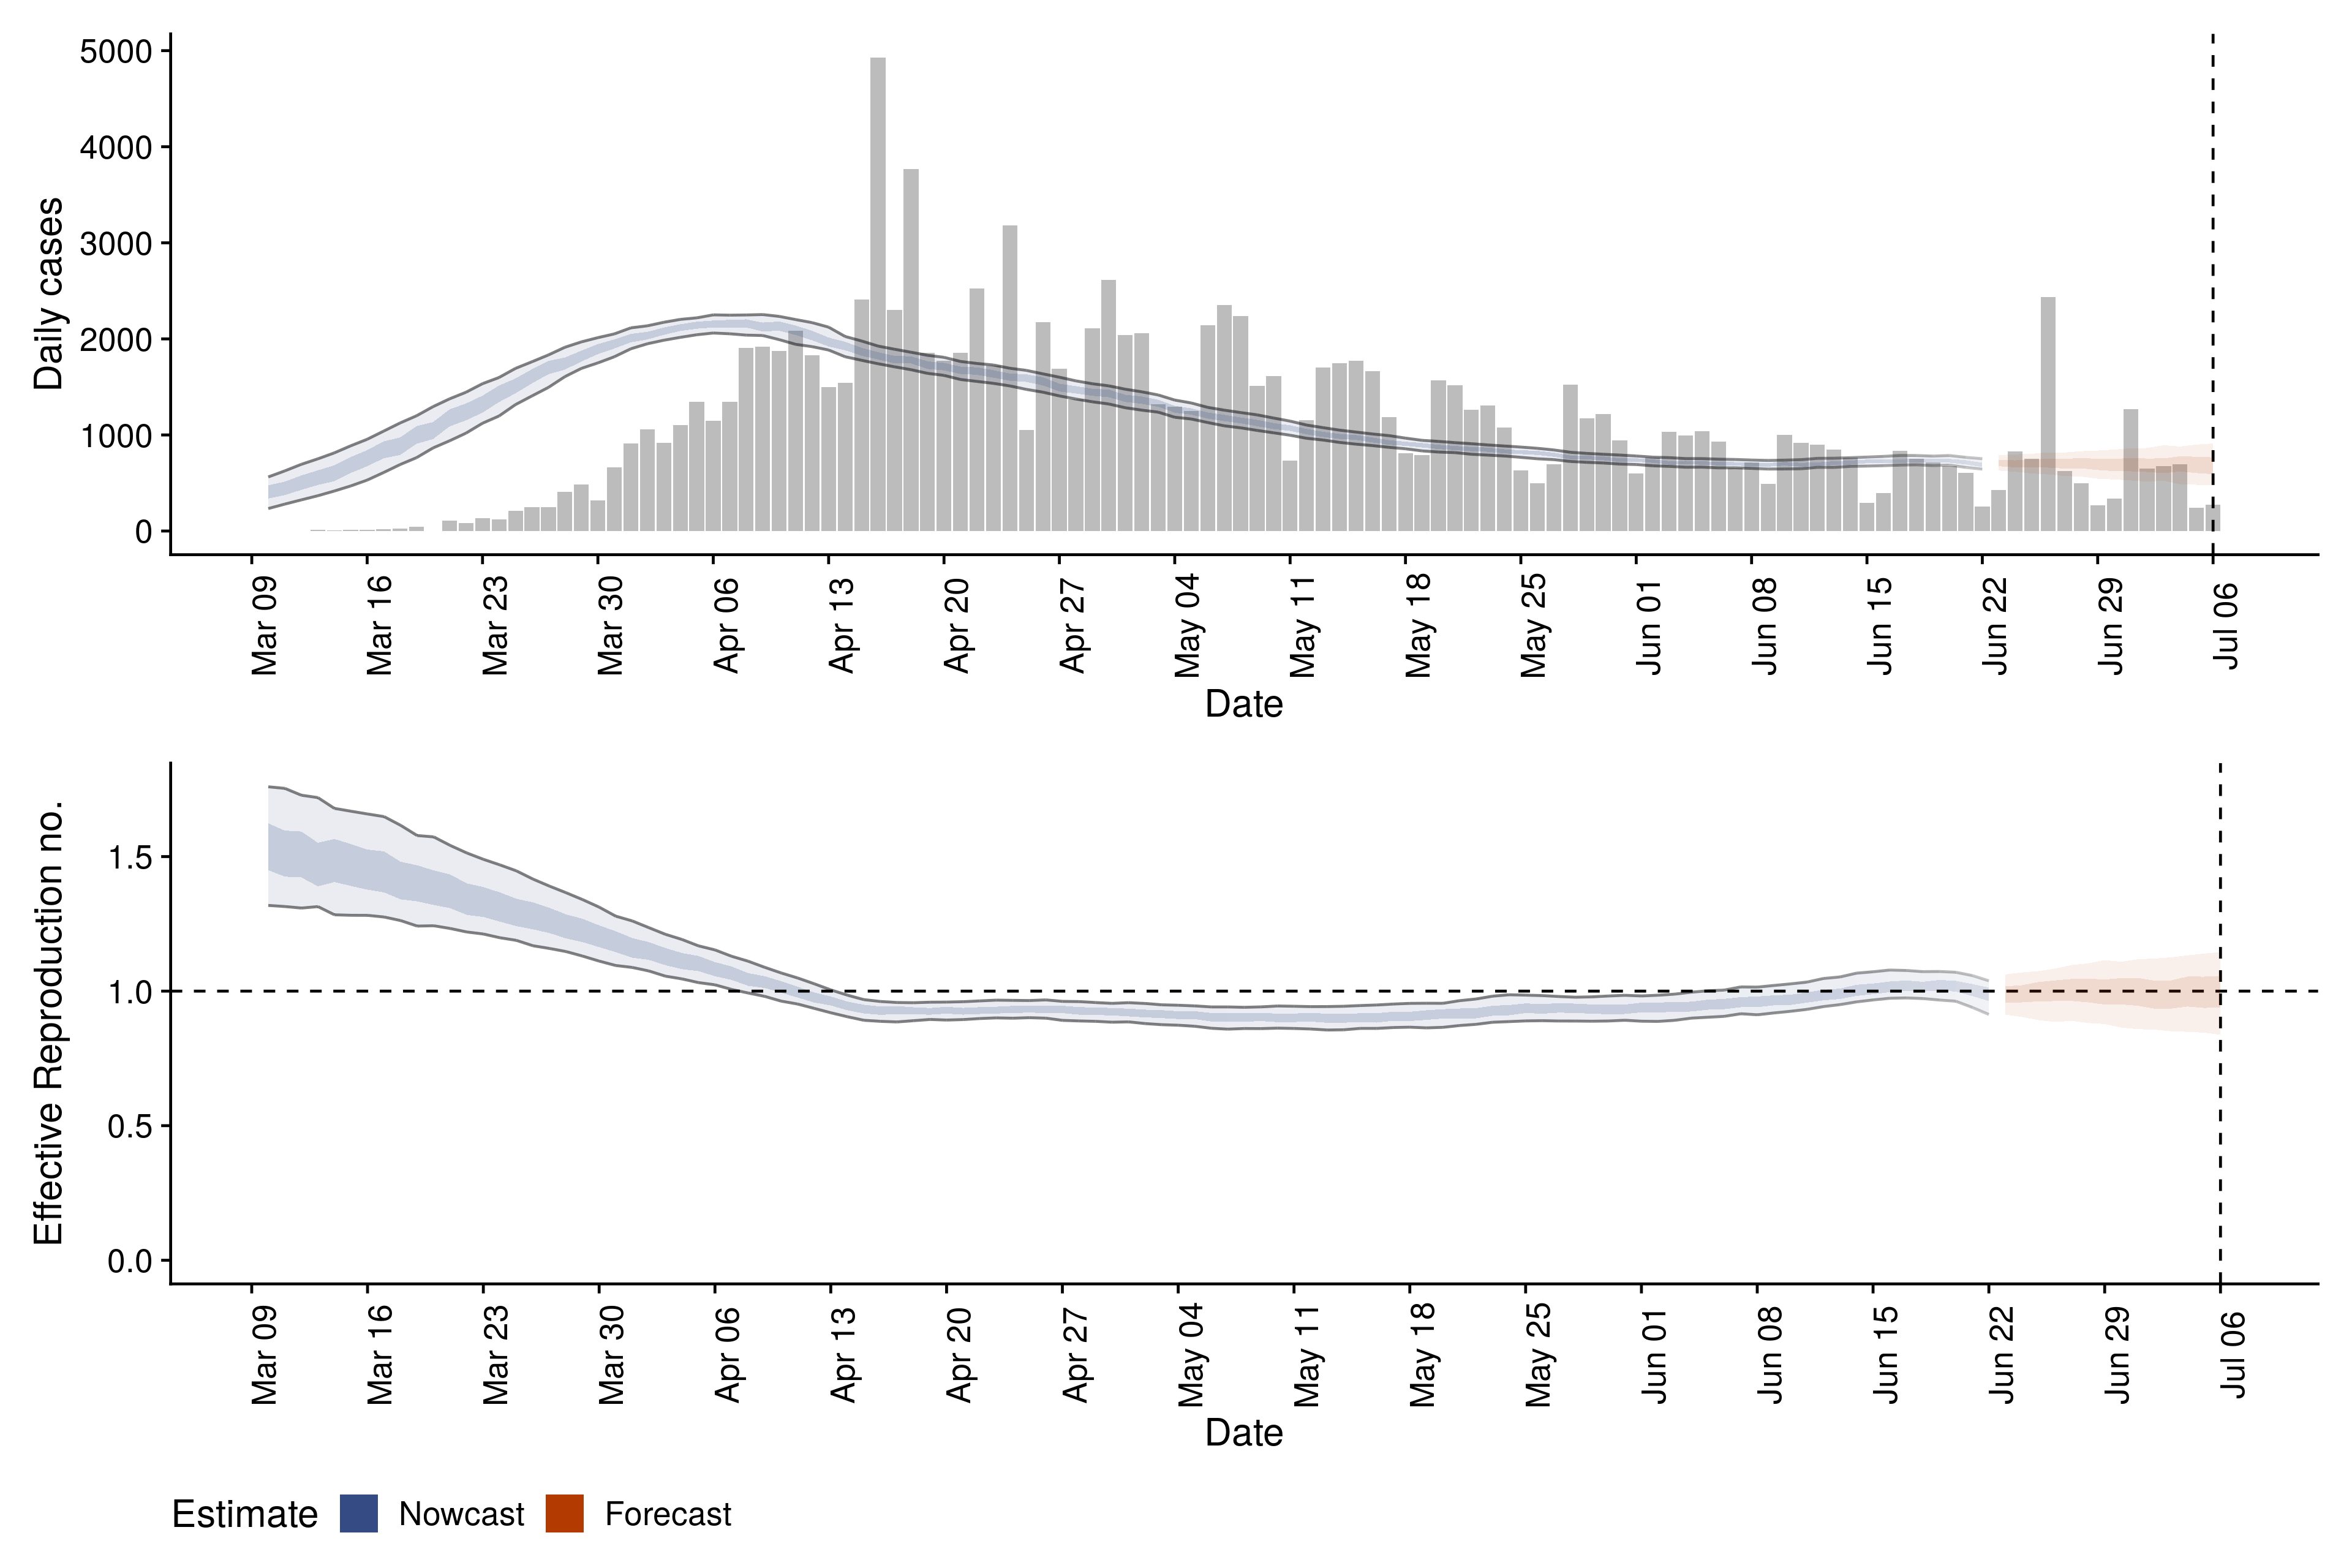 5000
4000
3000
2000
1000
0
Daily cases
Mar 09
Mar 16
Mar 23
Mar 30
Apr 06
Apr 13
Apr 20
Apr 27
May 04
May 11
May 18
May 25
Jun 01
Jun 08
Jun 15
Jun 22
Jun 29
Jul 06
Date
1.5
1.0
0.5
0.0
Effective Reproduction no.
Mar 09
Mar 16
Mar 23
Mar 30
Apr 06
Apr 13
Apr 20
Apr 27
May 04
May 11
May 18
May 25
Jun 01
Jun 08
Jun 15
Jun 22
Jun 29
Jul 06
Date
Estimate Nowcast Forecast